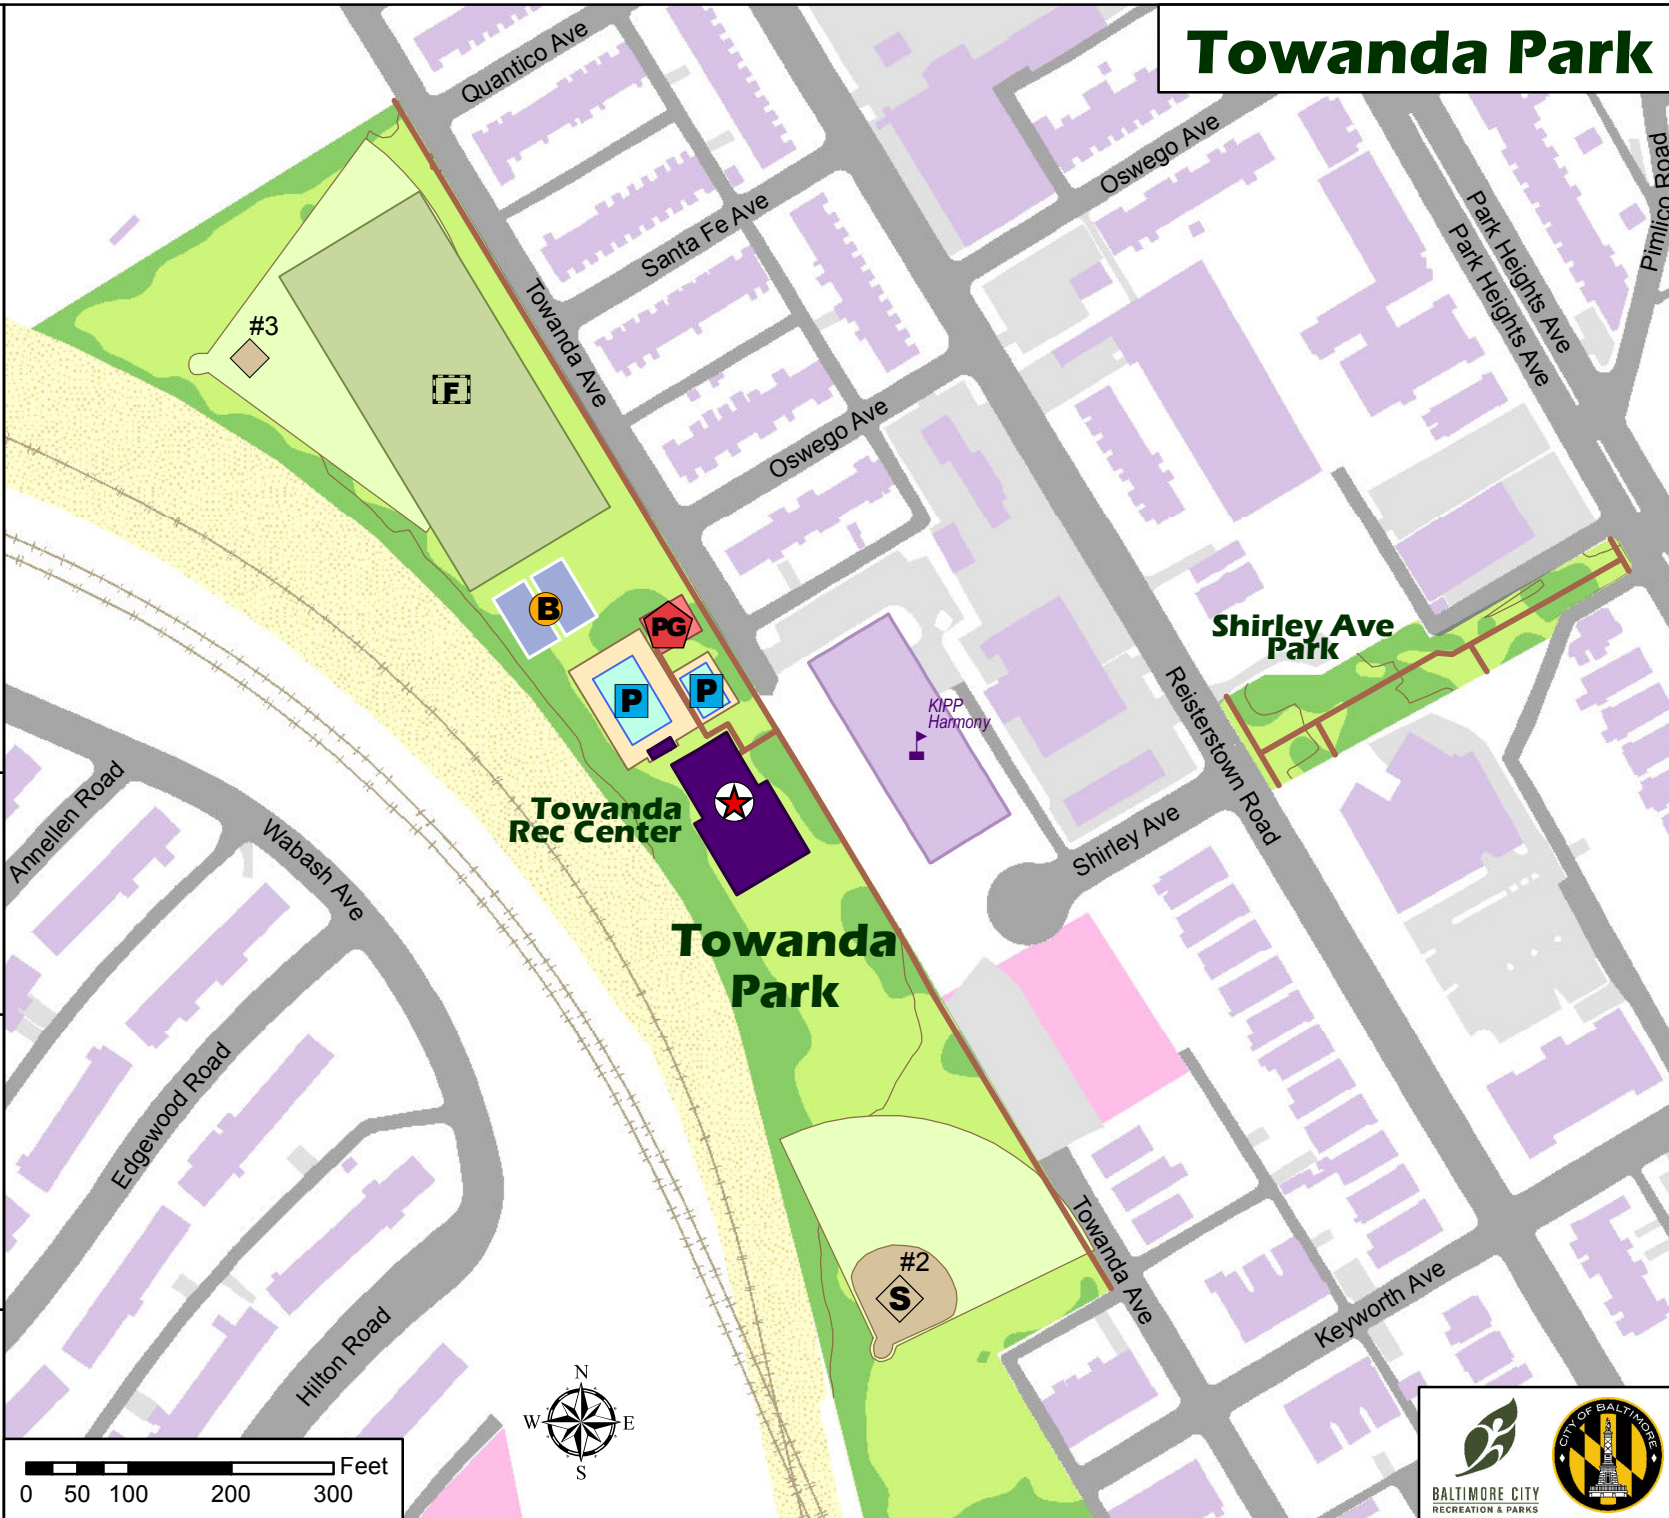 Towanda Park
Quantico Ave
Oswego Ave
Pimlico Road
Santa Fe Ave
Park Heights Ave
Park Heights Ave
Towanda Ave
#3
F
Oswego Ave
B
PG
Shirley Ave
Park
P
P
KIPP
Harmony
Reisterstown Road
Annellen Road
Wabash Ave
Towanda
Rec Center
Shirley Ave
Towanda
Park
Edgewood Road
Towanda Ave
#2
S
Keyworth Ave
Hilton Road
N
W
E
S
Feet
0 50 100 200 300
BALTIMORE CITY
RECREATION & PARKS
CITY OF BALTIMORE